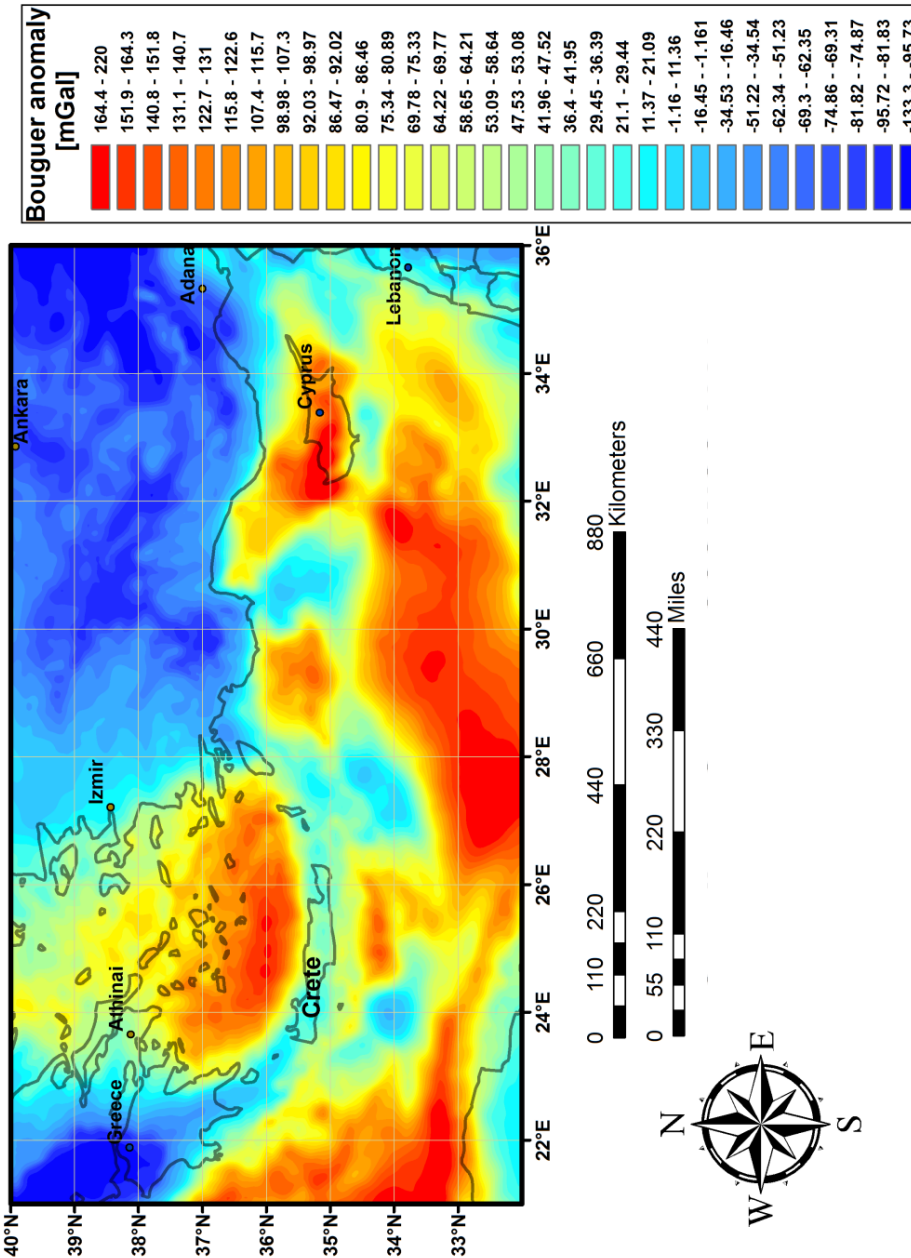 Bouguer anomaly
[mGal]
164.4 - 220
151.9 - 164.3
140.8 - 151.8
131.1 - 140.7
122.7 - 131
115.8 - 122.6
107.4 - 115.7
98.98 - 107.3
92.03 - 98.97
86.47 - 92.02
80.9 - 86.46
75.34 - 80.89
69.78 - 75.33
64.22 - 69.77
58.65 - 64.21
53.09 - 58.64
47.53 - 53.08
41.96 - 47.52
36.4 - 41.95
29.45 - 36.39
21.1 - 29.44
11.37 - 21.09
-1.16 - 11.36
-16.45 - -1.161
-34.53 - -16.46
-51.22 - -34.54
-62.34 - -51.23
-69.3 - -62.35
-74.86 - -69.31
-81.82 - -74.87
-95.72 - -81.83
-133.3 - -95.73
40°N
39°N
38°N
37°N
36°N
35°N
34°N
33°N
Ankara
Adana
Izmir
Athinai
Greece
Crete
Cyprus
Lebanon
22°E
24°E
26°E
28°E
30°E
32°E
34°E
36°E
0 110 220 440 660 880
Kilometers
0 55 110 220 330 440
Miles
N
W
E
S